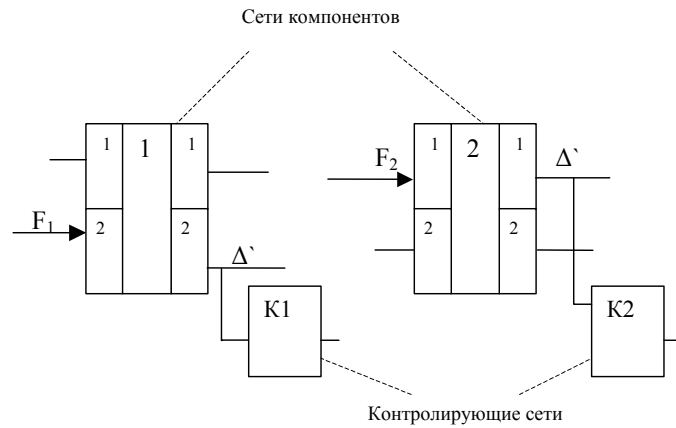 Сети компонентов
1 1 1
2 2
F1
Δ`
К1
1 2 1
2 2
F2
Δ`
К2
Контролирующие сети